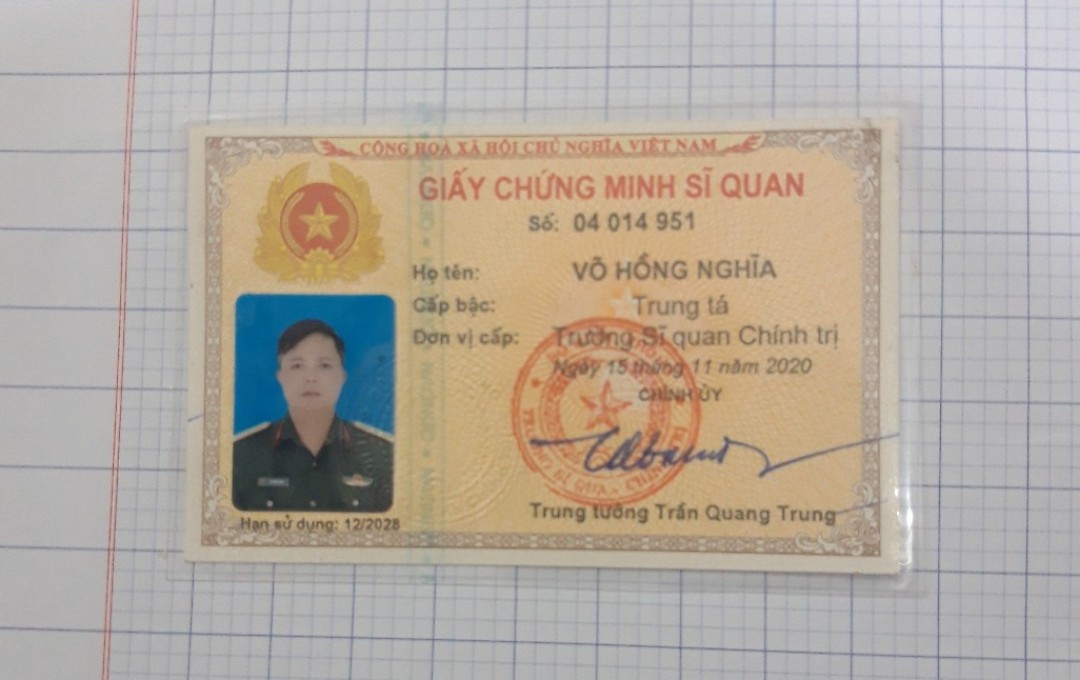 CỘNG HOÀ XÃ HỘI CHỦ NGHĨA VIỆT NAM
GIẤY CHỨNG MINH SĨ QUAN
Số: 04 014 951
Họ tên: VÕ HỒNG NGHĨA
Cấp bậc: Trung tá
Đơn vị cấp: Trường Sĩ quan Chính trị
Ngày 15 tháng 11 năm 2020
CHÍNH ỦY
Trung tướng Trần Quang Trung
Hạn sử dụng: 12/2028